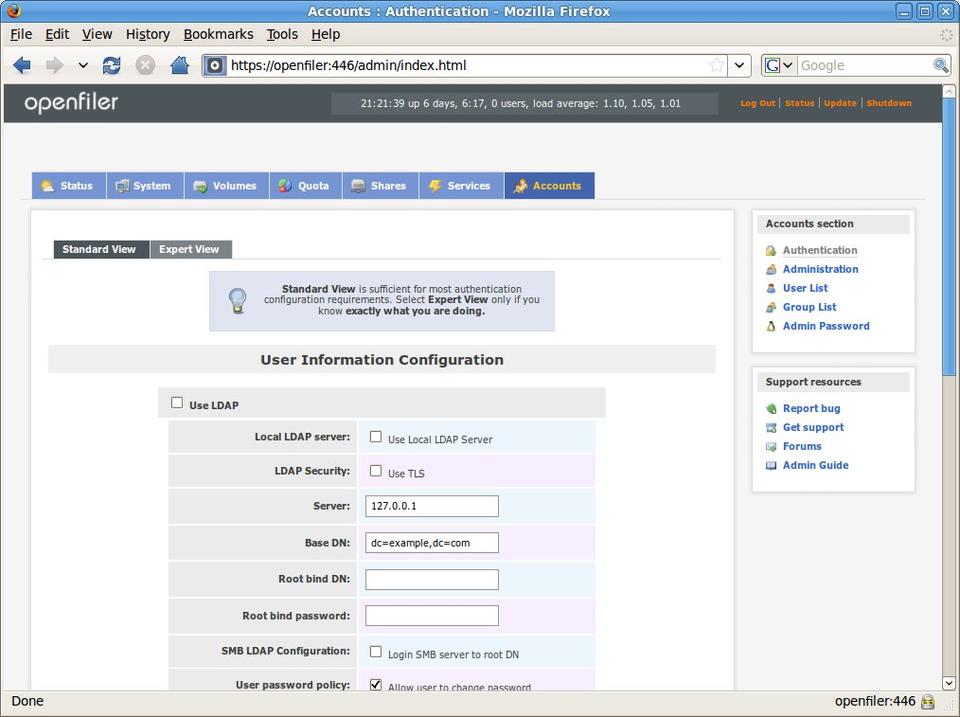 Accounts : Authentication - Mozilla Firefox
File Edit View History Bookmarks Tools Help
https://openfiler:446/admin/index.html
G Google
openfiler
21:21:39 up 6 days, 6:17, 0 users, load average: 1.10, 1.05, 1.01
Log Out | Status | Update | Shutdown
Status System Volumes Quota Shares Services Accounts
Standard View Expert View
Standard View is sufficient for most authentication
configuration requirements. Select Expert View only if you
know exactly what you are doing.
User Information Configuration
Use LDAP
Local LDAP server: Use Local LDAP Server
LDAP Security: Use TLS
Server: 127.0.0.1
Base DN: dc=example,dc=com
Root bind DN:
Root bind password:
SMB LDAP Configuration: Login SMB server to root DN
User password policy: Allow user to change password
Accounts section
Authentication
Administration
User List
Group List
Admin Password
Support resources
Report bug
Get support
Forums
Admin Guide
Done
openfiler:446